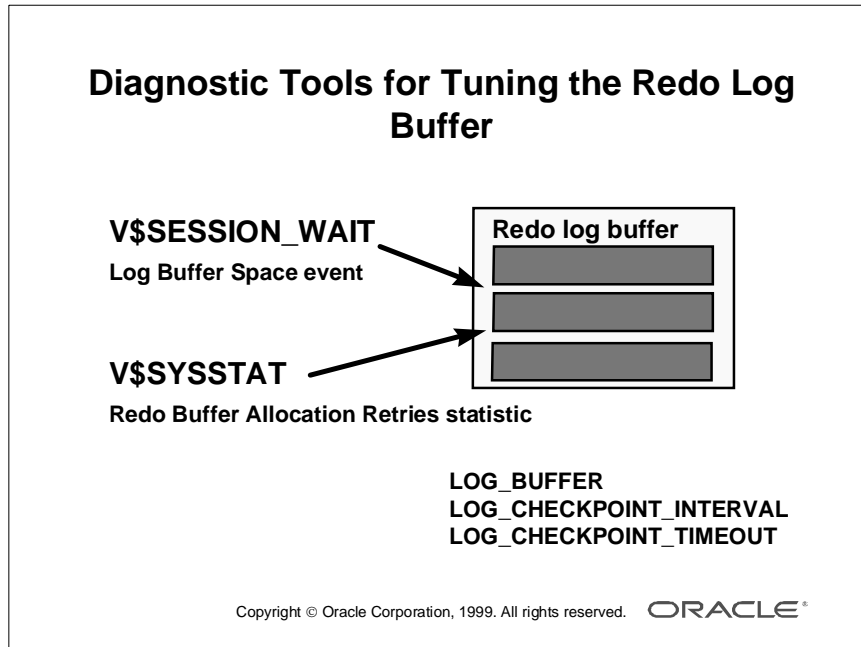 Diagnostic Tools for Tuning the Redo Log
Buffer
V$SESSION_WAIT
Log Buffer Space event
Redo log buffer
V$SYSSTAT
Redo Buffer Allocation Retries statistic
LOG_BUFFER
LOG_CHECKPOINT_INTERVAL
LOG_CHECKPOINT_TIMEOUT
Copyright © Oracle Corporation, 1999. All rights reserved. ORACLE®